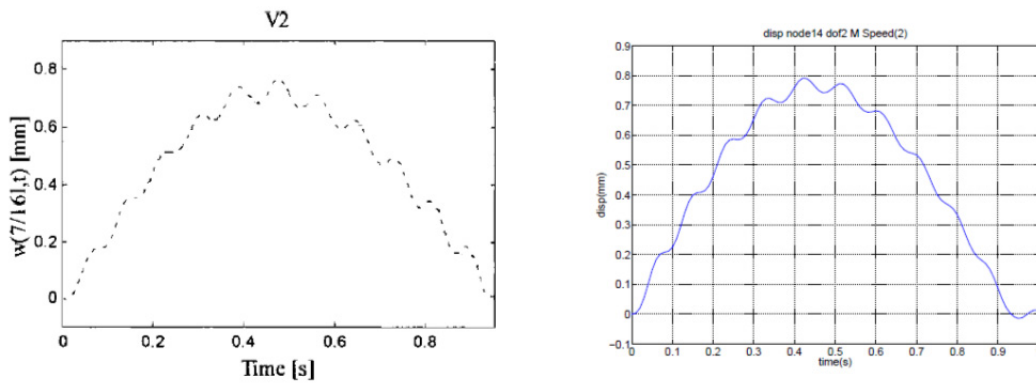 V2
w(7/16l,t) [mm]
0.8
0.6
0.4
0.2
0
0 0.2 0.4 0.6 0.8
Time [s]
disp node14 dof2 M Speed(2)
disp(mm)
0.9
0.8
0.7
0.6
0.5
0.4
0.3
0.2
0.1
0
-0.1
0 0.1 0.2 0.3 0.4 0.5 0.6 0.7 0.8 0.9
time(s)